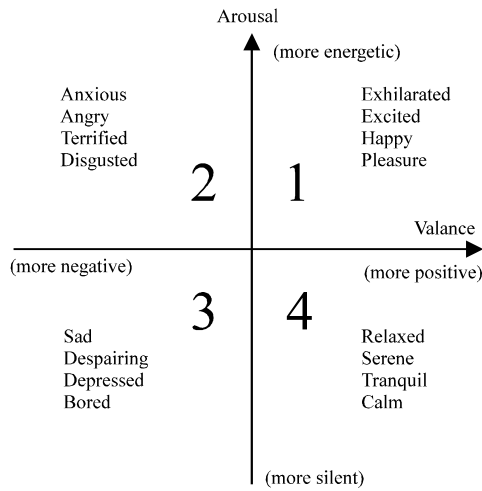 Arousal
(more energetic)
Anxious
Angry
Terrified
Disgusted
Exhilarated
Excited
Happy
Pleasure
2
1
Valance
(more negative)
(more positive)
3
4
Sad
Despairing
Depressed
Bored
Relaxed
Serene
Tranquil
Calm
(more silent)